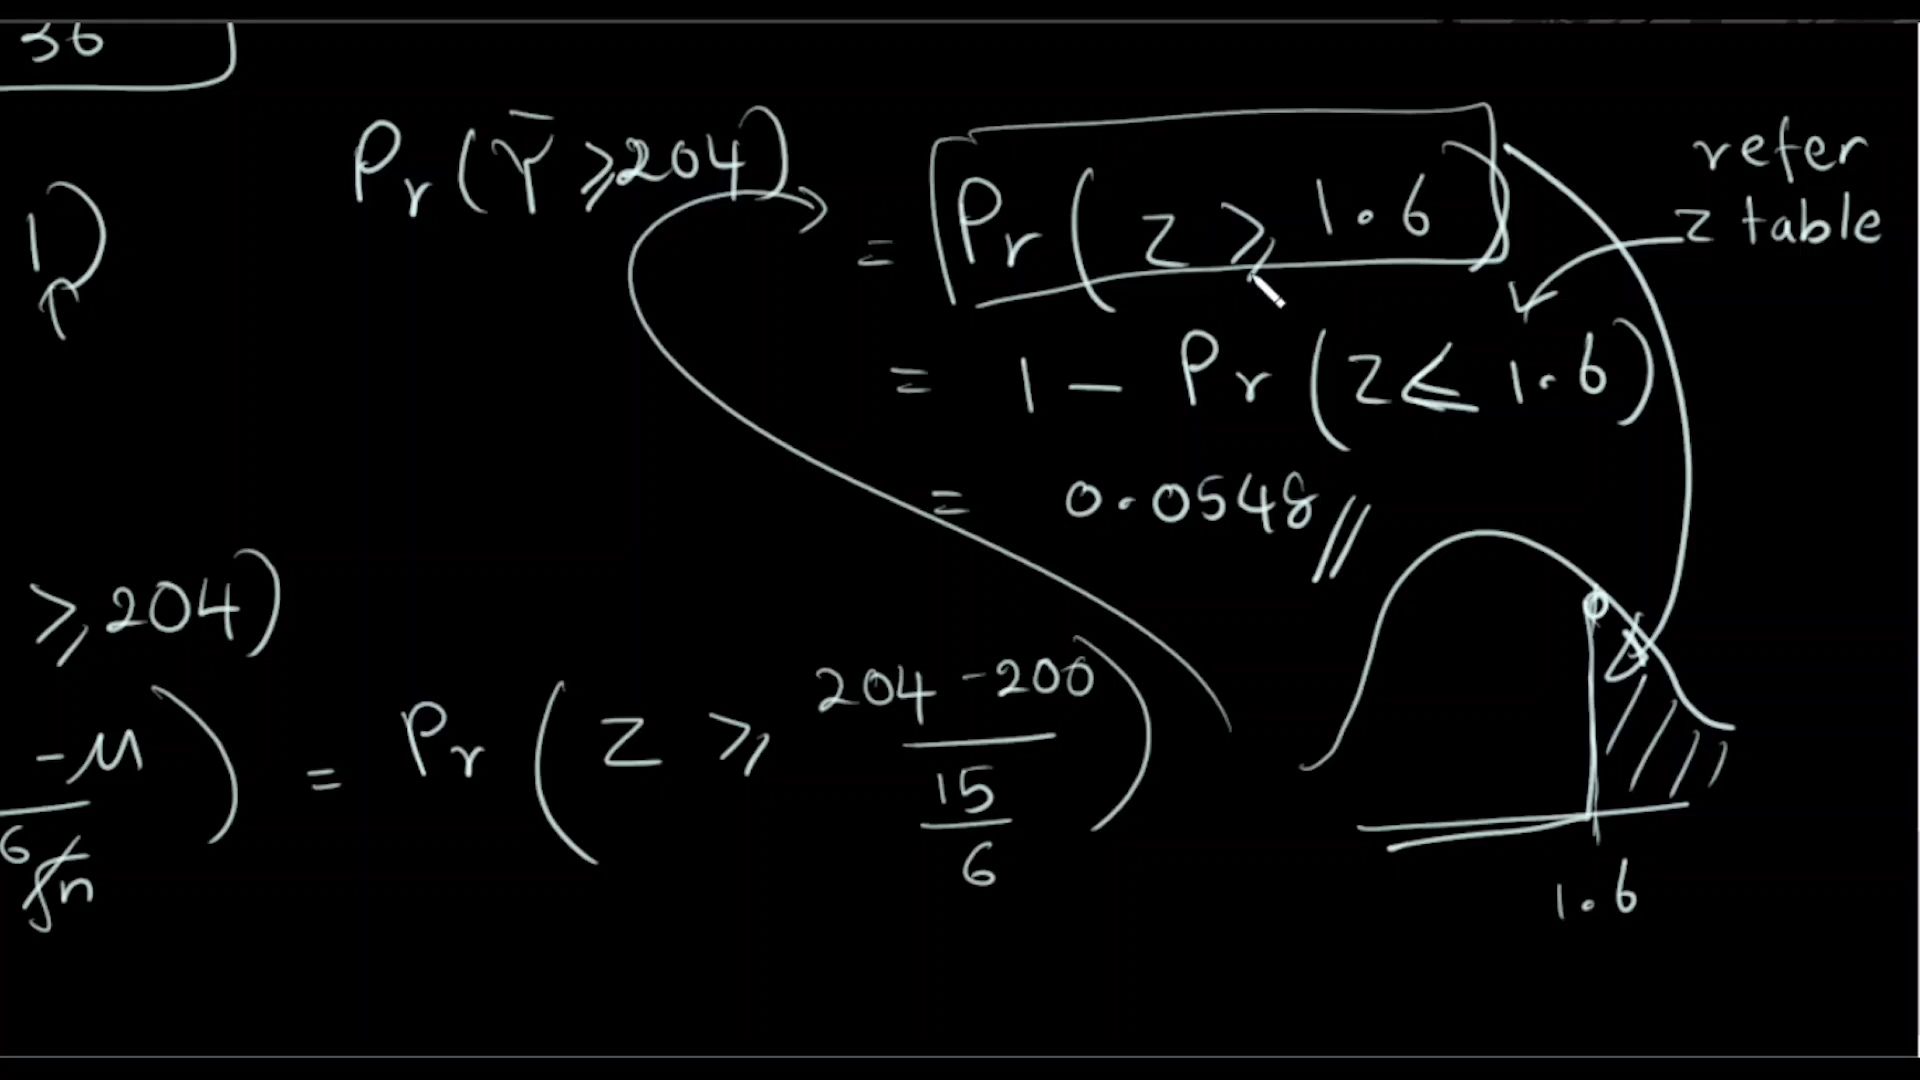 36
Pr(Ȳ ⩾ 204)
= Pr(Z ⩾ 1.6)
refer
z table
= 1 - Pr(Z ≤ 1.6)
= 0.0548//
⩾ 204)
-μ
σ/√n
) = Pr(Z ⩾
204 - 200
15
6
)
1.6